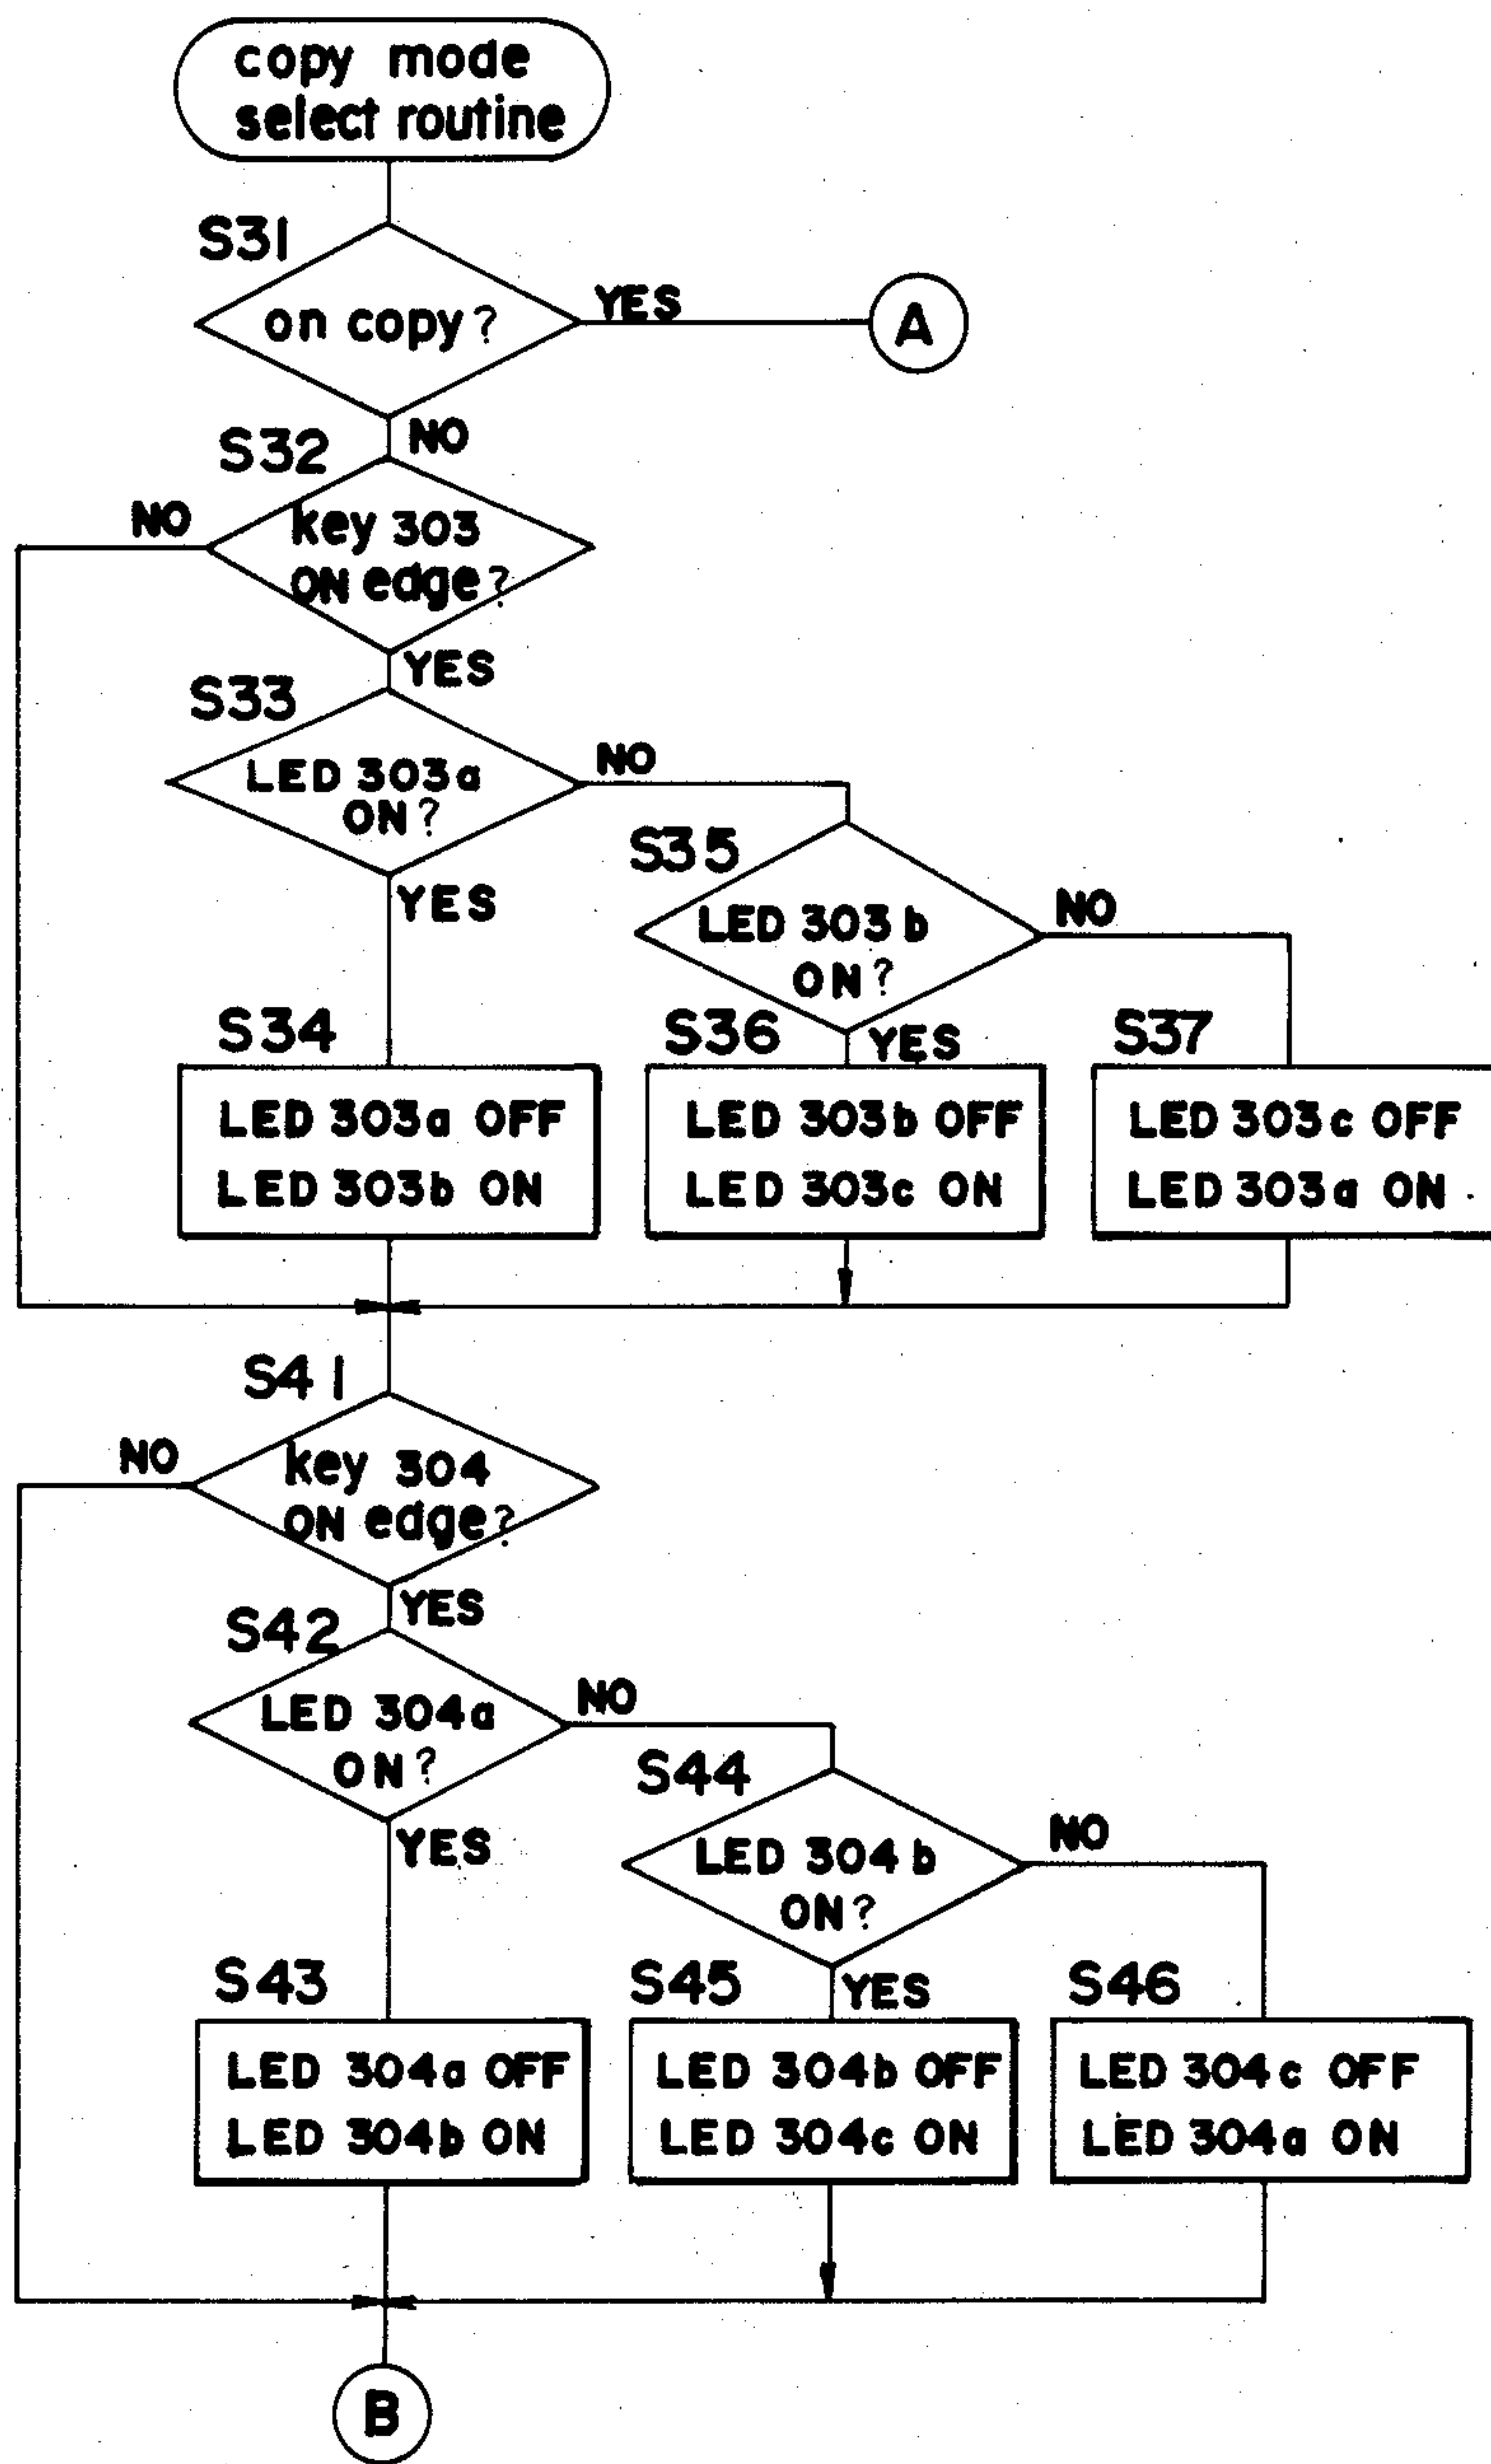 copy mode
select routine
S31
on copy?
YES
A
NO
S32
NO
key 303
ON edge?
YES
S33
LED 303a
ON?
NO
YES
S35
LED 303b
ON?
NO
YES
S34
LED 303a OFF
LED 303b ON
S36
LED 303b OFF
LED 303c ON
S37
LED 303c OFF
LED 303a ON
S41
NO
key 304
ON edge?
YES
S42
LED 304a
ON?
NO
YES
S44
LED 304b
ON?
NO
YES
S43
LED 304a OFF
LED 304b ON
S45
LED 304b OFF
LED 304c ON
S46
LED 304c OFF
LED 304a ON
B